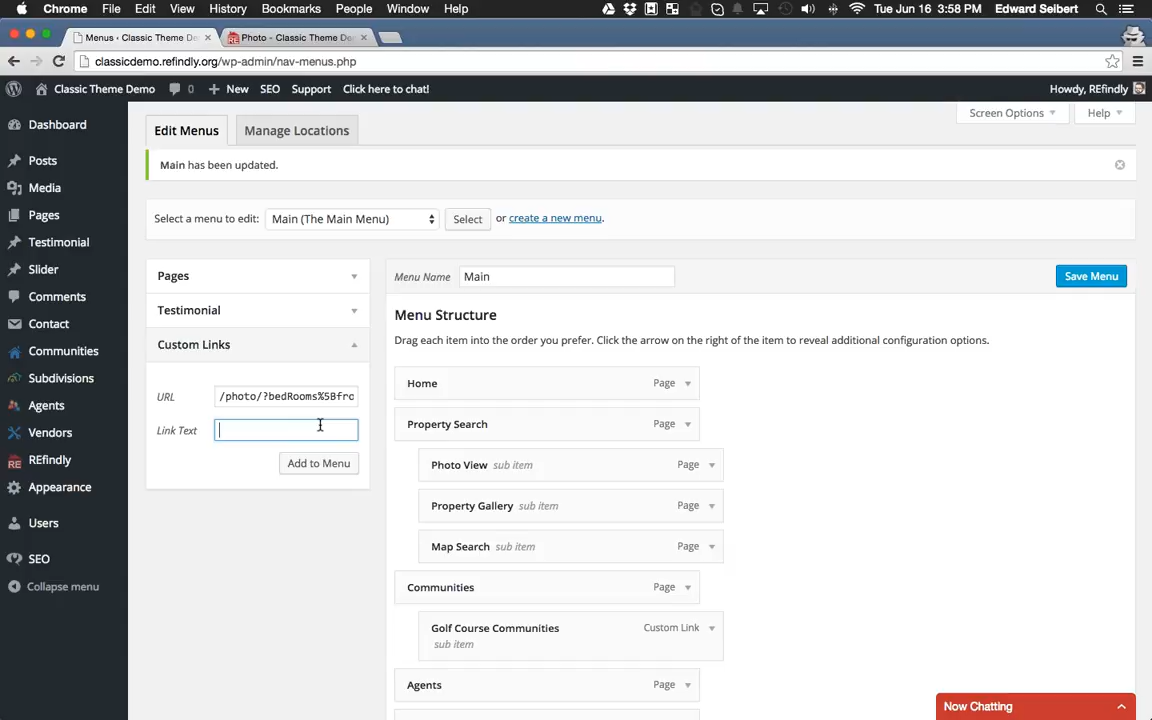 Chrome File Edit View History Bookmarks People Window Help Tue Jun 16 3:58 PM Edward Seibert
Menus ‹ Classic Theme De Photo - Classic Theme De
classicdemo.refindly.org/wp-admin/nav-menus.php
Classic Theme Demo 0 New SEO Support Click here to chat! Howdy, REfindly
Dashboard
Posts
Media
Pages
Testimonial
Slider
Comments
Contact
Communities
Subdivisions
Agents
Vendors
REfindly
Appearance
Users
SEO
Collapse menu
Screen Options Help
Edit Menus Manage Locations
Main has been updated.
Select a menu to edit: Main (The Main Menu) Select or create a new menu.
Pages
Testimonial
Custom Links
URL /photo/?bedRooms%5Bfro
Link Text
Add to Menu
Menu Name Main Save Menu
Menu Structure
Drag each item into the order you prefer. Click the arrow on the right of the item to reveal additional configuration options.
Home Page
Property Search Page
Photo View sub item Page
Property Gallery sub item Page
Map Search sub item Page
Communities Page
Golf Course Communities Custom Link
sub item
Agents Page
Now Chatting